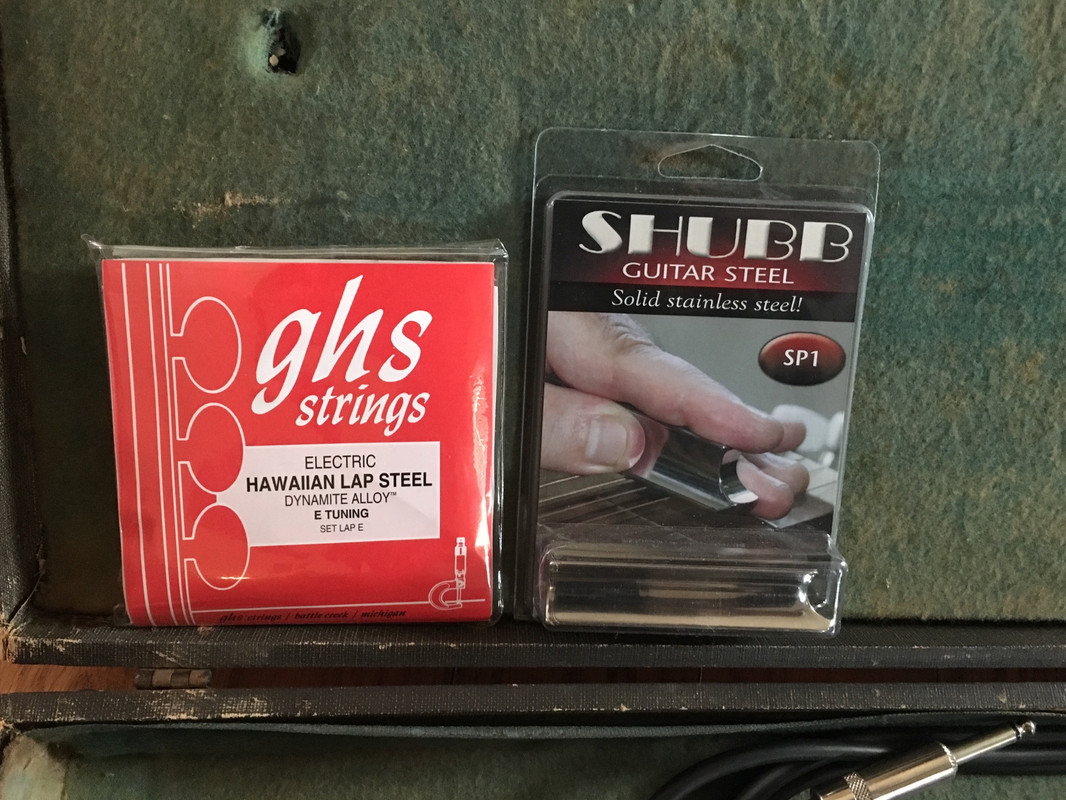 ghs
strings
ELECTRIC
HAWAIIAN LAP STEEL
DYNAMITE ALLOY™
E TUNING
SET LAP E
ghs strings / battle creek / michigan
SHUBB
GUITAR STEEL
Solid stainless steel!
SP1